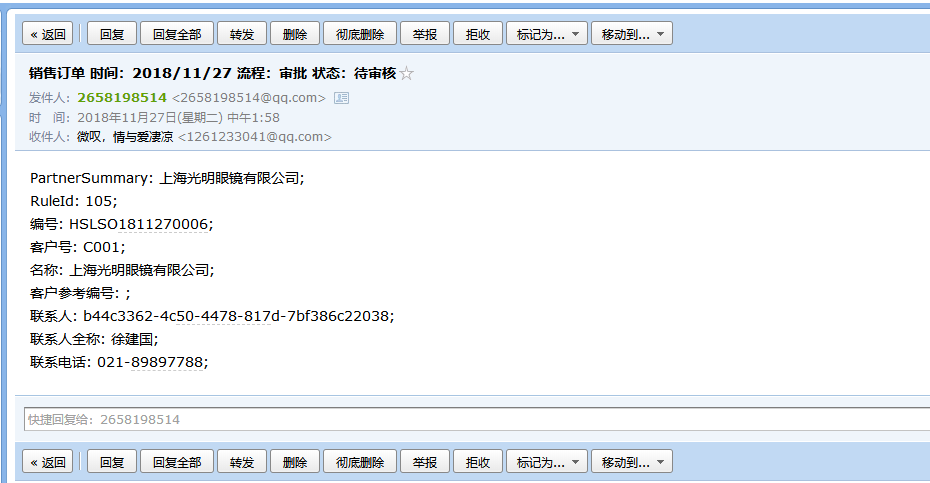 « 返回 回复 回复全部 转发 删除 彻底删除 举报 拒收 标记为... 移动到...
销售订单 时间：2018/11/27 流程：审批 状态：待审核☆
发件人：2658198514 <2658198514@qq.com>
时 间：2018年11月27日(星期二) 中午1:58
收件人：微叹，情与爱凄凉 <1261233041@qq.com>
PartnerSummary: 上海光明眼镜有限公司;
RuleId: 105;
编号: HSLSO1811270006;
客户号: C001;
名称: 上海光明眼镜有限公司;
客户参考编号: ;
联系人: b44c3362-4c50-4478-817d-7bf386c22038;
联系人全称: 徐建国;
联系电话: 021-89897788;
快捷回复给：2658198514
« 返回 回复 回复全部 转发 删除 彻底删除 举报 拒收 标记为... 移动到...